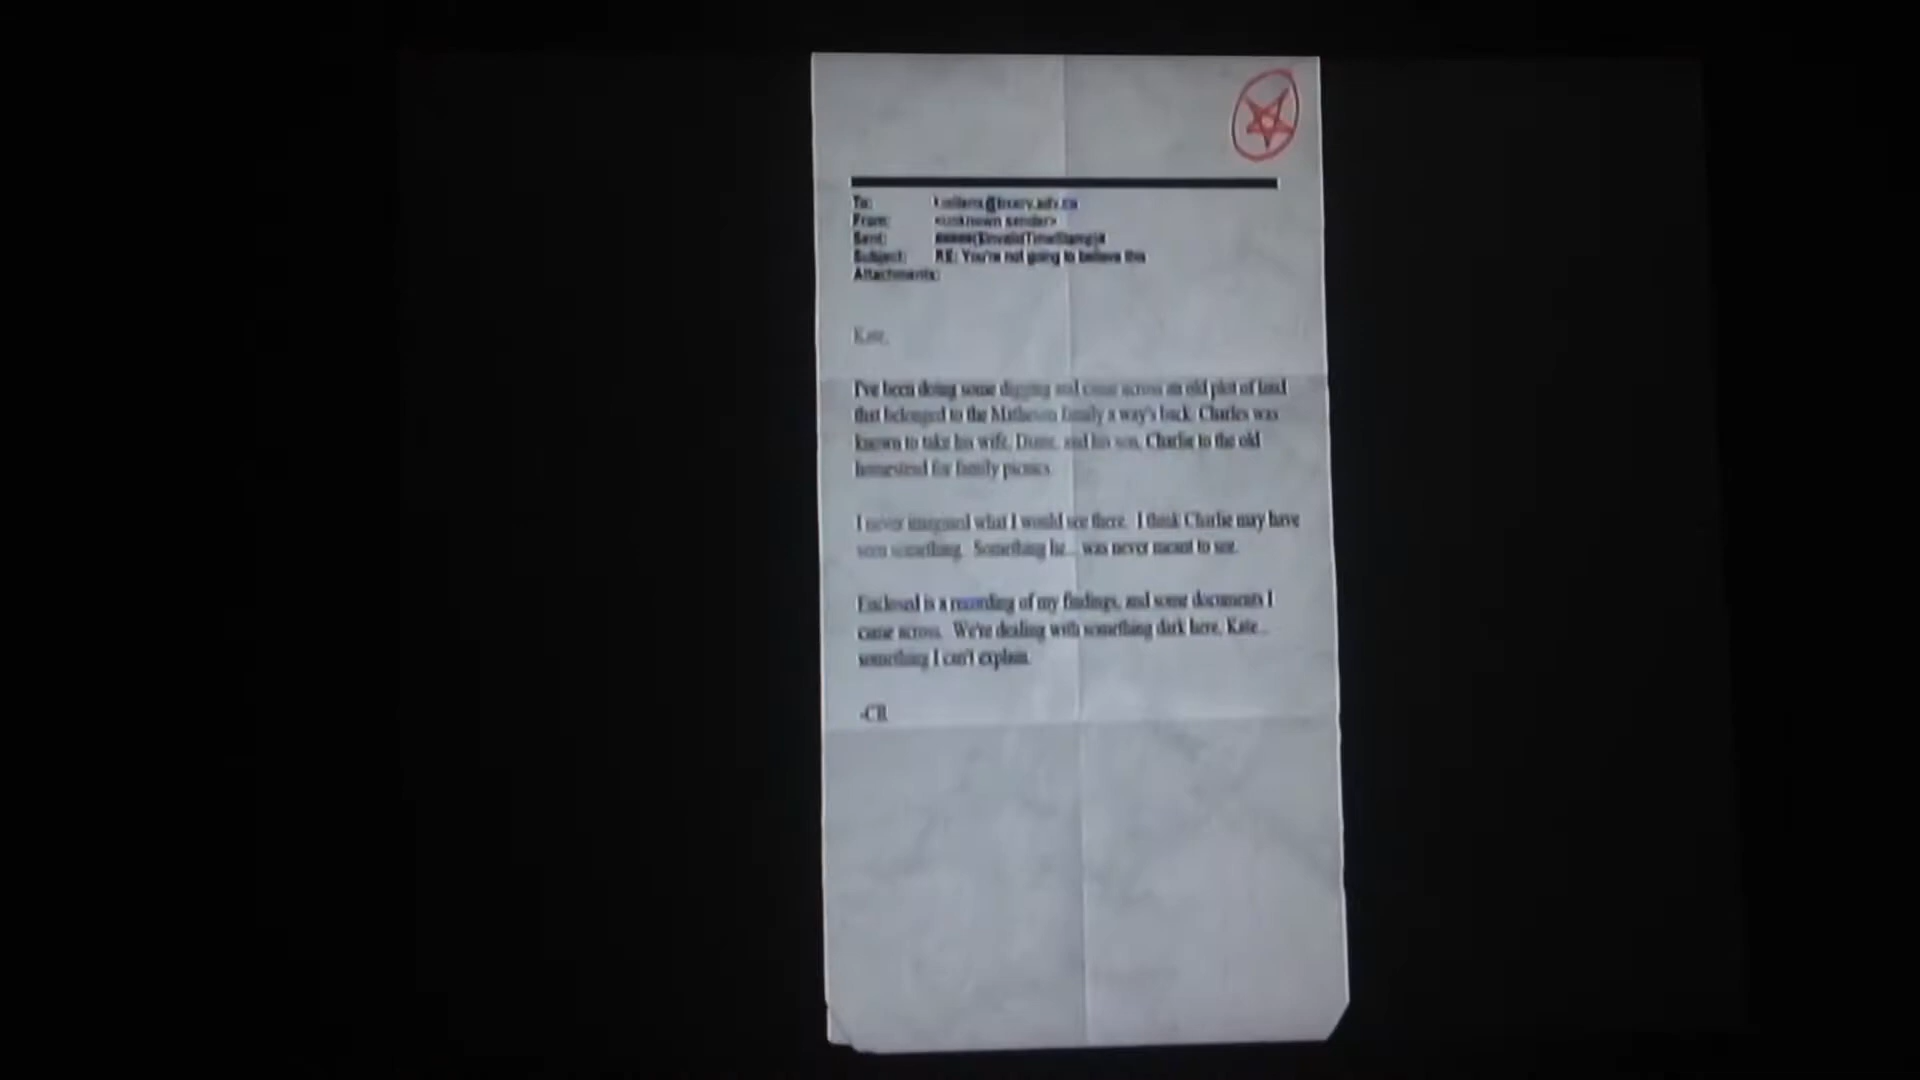 To:
From: <unknown sender>
Sent: #####($InvalidTimeStamp)#
Subject: RE: You're not going to believe this
Attachments:
Kate,
I've been doing some digging and came across an old plot of land
that belonged to the Matheson family a way's back. Charles was
known to take his wife, Diane, and his son, Charlie to the old
homestead for family picnics.
I never imagined what I would see there. I think Charlie may have
seen something. Something he... was never meant to see.
Enclosed is a recording of my findings, and some documents I
came across. We're dealing with something dark here, Kate...
something I can't explain.
-CR